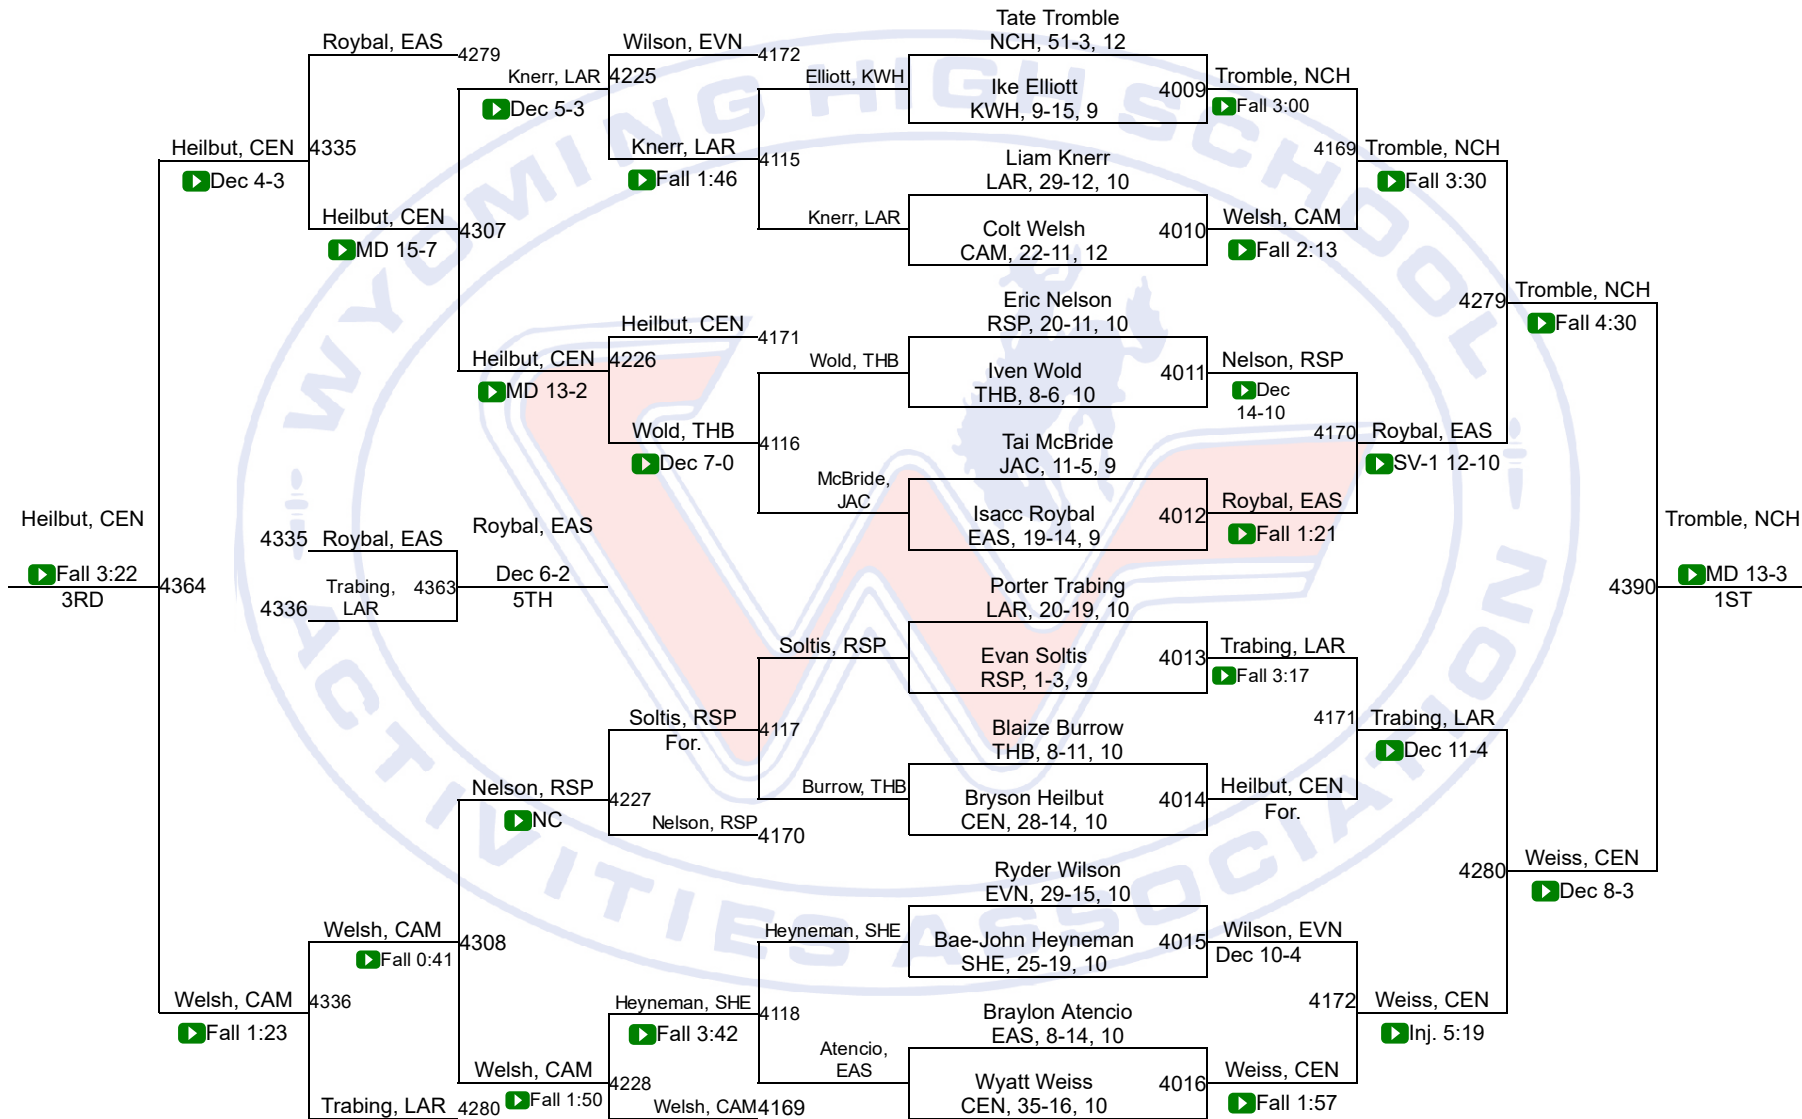 WYOMING HIGH SCHOOL
ACTIVITIES ASSOCIATION
Tate Tromble
NCH, 51-3, 12
Ike Elliott
KWH, 9-15, 9
4009
Liam Knerr
LAR, 29-12, 10
Colt Welsh
CAM, 22-11, 12
4010
Eric Nelson
RSP, 20-11, 10
Iven Wold
THB, 8-6, 10
4011
Tai McBride
JAC, 11-5, 9
Isacc Roybal
EAS, 19-14, 9
4012
Porter Trabing
LAR, 20-19, 10
Evan Soltis
RSP, 1-3, 9
4013
Blaize Burrow
THB, 8-11, 10
Bryson Heilbut
CEN, 28-14, 10
4014
Ryder Wilson
EVN, 29-15, 10
Bae-John Heyneman
SHE, 25-19, 10
4015
Braylon Atencio
EAS, 8-14, 10
Wyatt Weiss
CEN, 35-16, 10
4016
Tromble, NCH
Fall 3:00
Welsh, CAM
Fall 2:13
4169
Nelson, RSP
Dec
14-10
Roybal, EAS
Fall 1:21
4170
Trabing, LAR
Fall 3:17
Heilbut, CEN
For.
4171
Wilson, EVN
Dec 10-4
Weiss, CEN
Fall 1:57
4172
Tromble, NCH
Fall 3:30
Roybal, EAS
SV-1 12-10
4279
Trabing, LAR
Dec 11-4
Weiss, CEN
Inj. 5:19
4280
Tromble, NCH
Fall 4:30
Weiss, CEN
Dec 8-3
4390
Tromble, NCH
MD 13-3
1ST
Elliott, KWH
Knerr, LAR
4115
Wold, THB
McBride,
JAC
4116
Soltis, RSP
Burrow, THB
4117
Heyneman, SHE
Atencio,
EAS
4118
Wilson, EVN
4172
Knerr, LAR
Fall 1:46
4225
Heilbut, CEN
4171
Wold, THB
Dec 7-0
4226
Soltis, RSP
For.
Nelson, RSP
4170
4227
Heyneman, SHE
Fall 3:42
Welsh, CAM
4169
4228
Knerr, LAR
Dec 5-3
Heilbut, CEN
MD 13-2
4307
Nelson, RSP
NC
Welsh, CAM
Fall 1:50
4308
Roybal, EAS
4279
Heilbut, CEN
MD 15-7
4335
Welsh, CAM
Fall 0:41
Trabing, LAR
4280
4336
Heilbut, CEN
Dec 4-3
Welsh, CAM
Fall 1:23
4364
Heilbut, CEN
Fall 3:22
3RD
4335
Roybal, EAS
4336
Trabing,
LAR
4363
Roybal, EAS
Dec 6-2
5TH